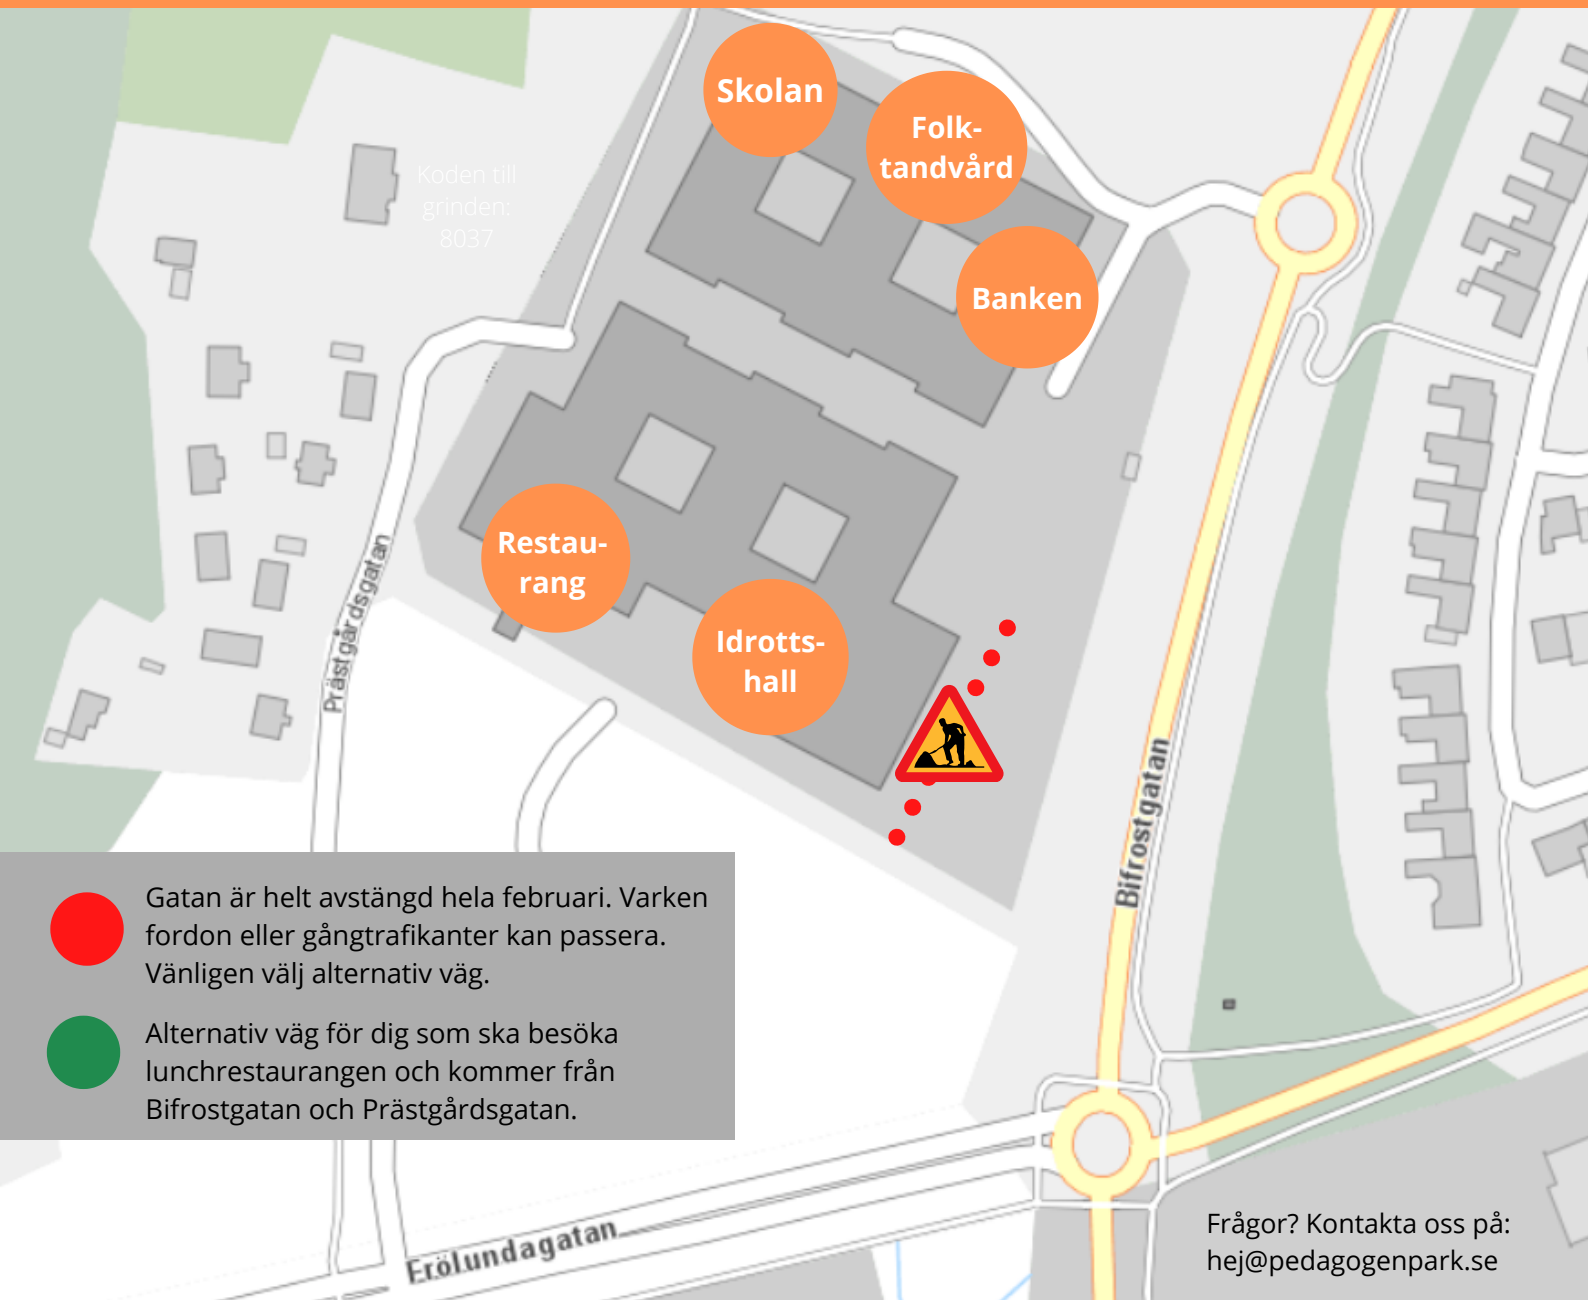 Skolan
Folk-
tandvård
Koden till
grinden:
8037
Banken
Restau-
rang
Idrotts-
hall
Prästgårdsgatan
Bifrostgatan
Gatan är helt avstängd hela februari. Varken
fordon eller gångtrafikanter kan passera.
Vänligen välj alternativ väg.
Alternativ väg för dig som ska besöka
lunchrestaurangen och kommer från
Bifrostgatan och Prästgårdsgatan.
Frölundagatan
Frågor? Kontakta oss på:
hej@pedagogenpark.se